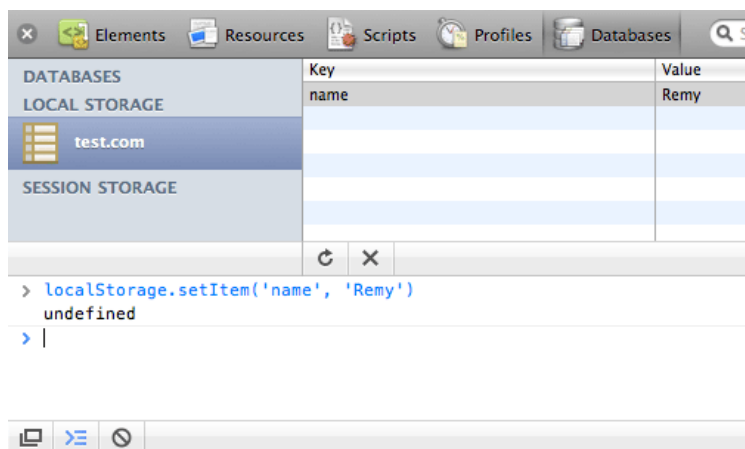 Elements Resources Scripts Profiles Databases
DATABASES
LOCAL STORAGE
test.com
SESSION STORAGE
Key Value
name Remy
> localStorage.setItem('name', 'Remy')
undefined
>